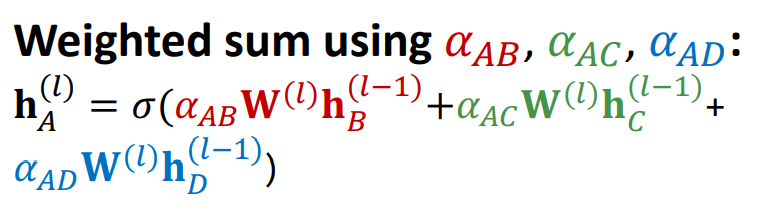 Weighted sum using α_AB, α_AC, α_AD:
h_A^(l) = σ(α_AB W^(l) h_B^(l−1) + α_AC W^(l) h_C^(l−1) +
α_AD W^(l) h_D^(l−1))